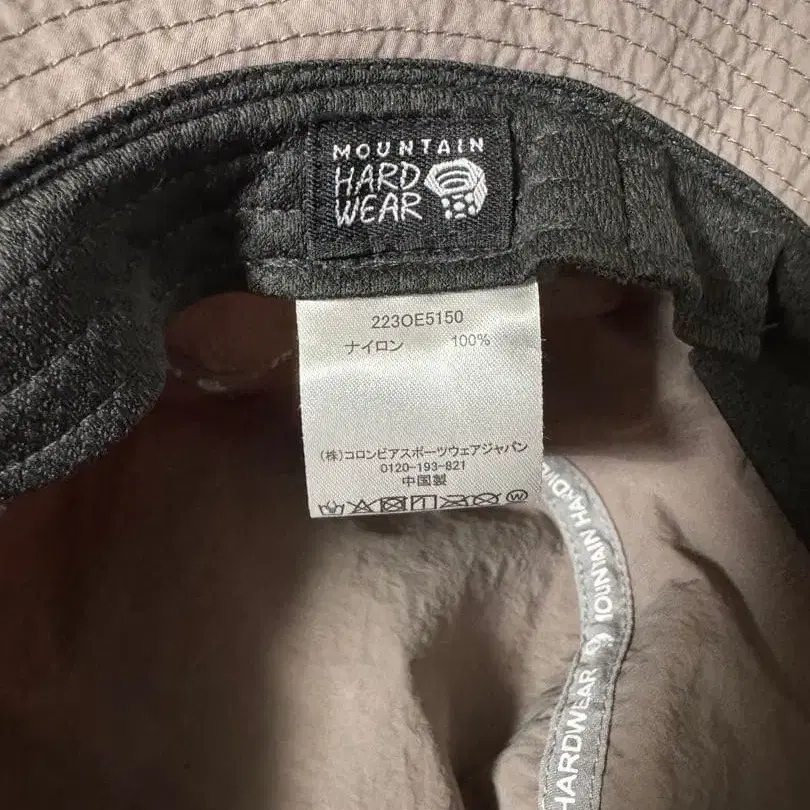 MOUNTAIN
HARD
WEAR
223OE5150
ナイロン 100%
(株)コロンビアスポーツウェアジャパン
0120-193-821
中国製
W
MOUNTAIN HARDWEAR
HARDWEAR